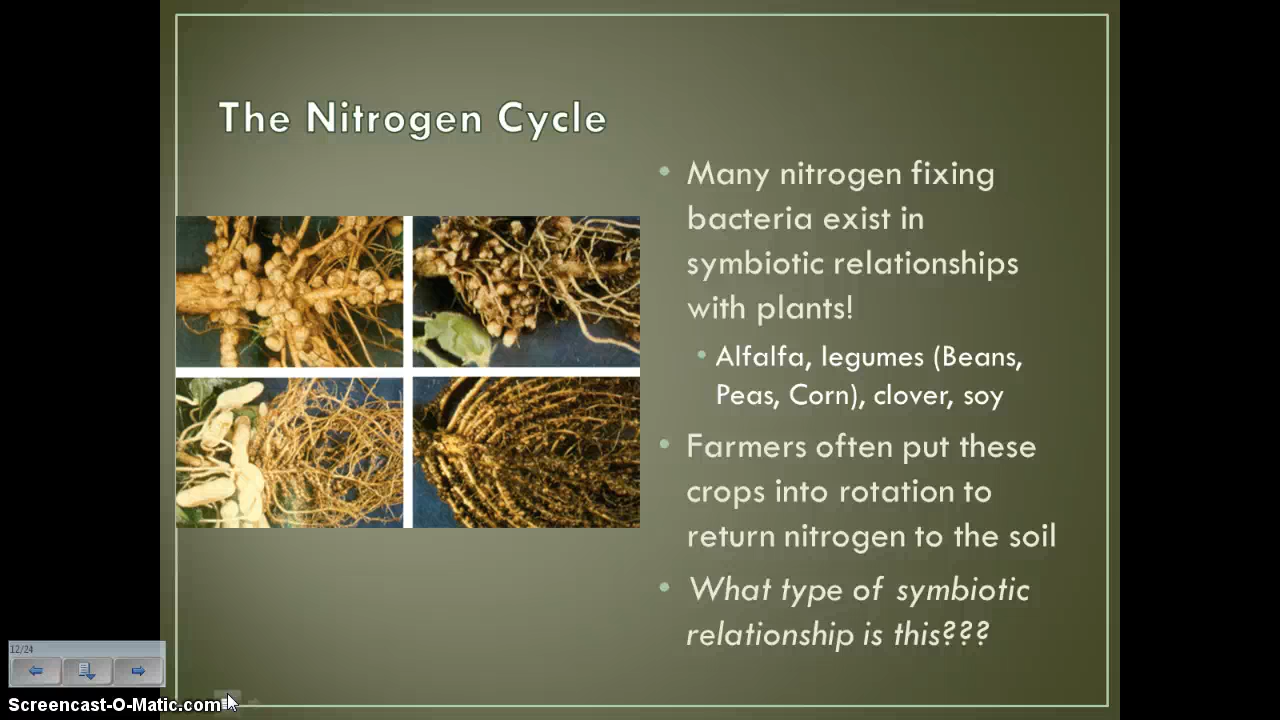 The Nitrogen Cycle
• Many nitrogen fixing
bacteria exist in
symbiotic relationships
with plants!
• Alfalfa, legumes (Beans,
Peas, Corn), clover, soy
• Farmers often put these
crops into rotation to
return nitrogen to the soil
• What type of symbiotic
relationship is this???
12/24
Screencast-O-Matic.com